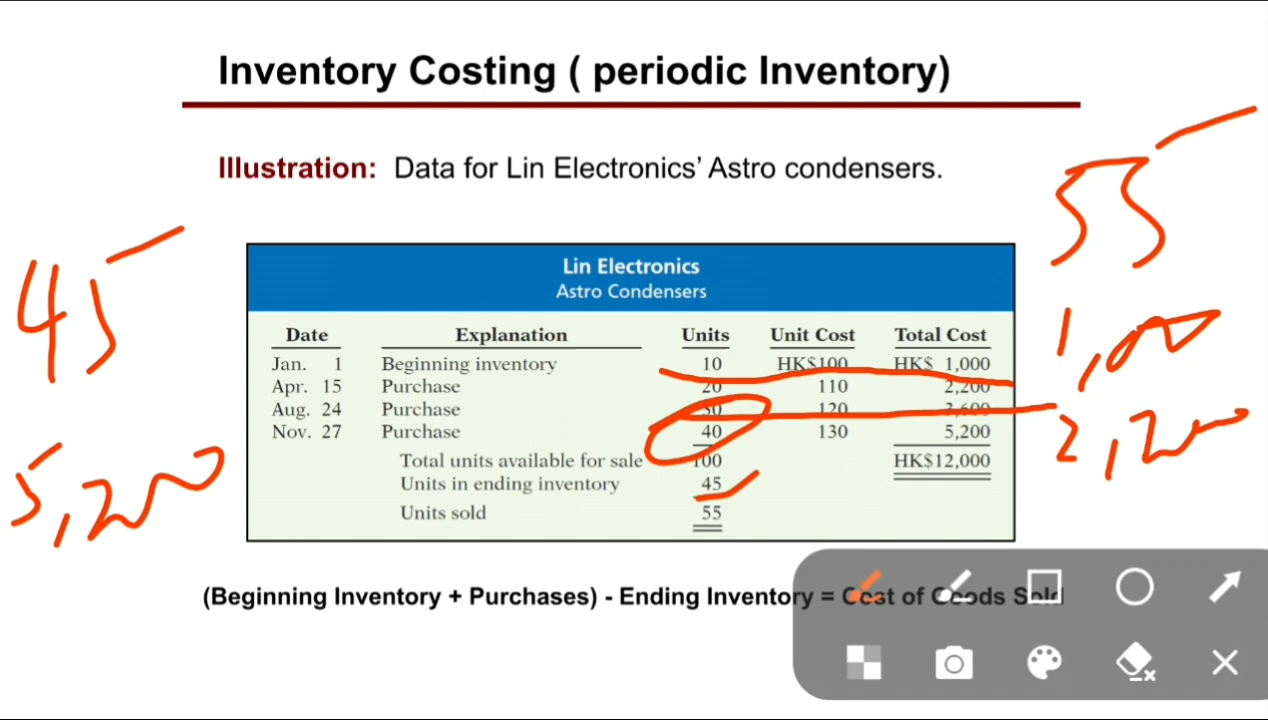 Inventory Costing ( periodic Inventory)
Illustration: Data for Lin Electronics’ Astro condensers.
55
45
1,000
2,200
5,200
Lin Electronics
Astro Condensers
Date Explanation Units Unit Cost Total Cost
Jan. 1 Beginning inventory 10 HK$100 HK$ 1,000
Apr. 15 Purchase 20 110 2,200
Aug. 24 Purchase 30 120 3,600
Nov. 27 Purchase 40 130 5,200
Total units available for sale 100 HK$12,000
Units in ending inventory 45
Units sold 55
(Beginning Inventory + Purchases) - Ending Inventory = Cost of Goods Sold